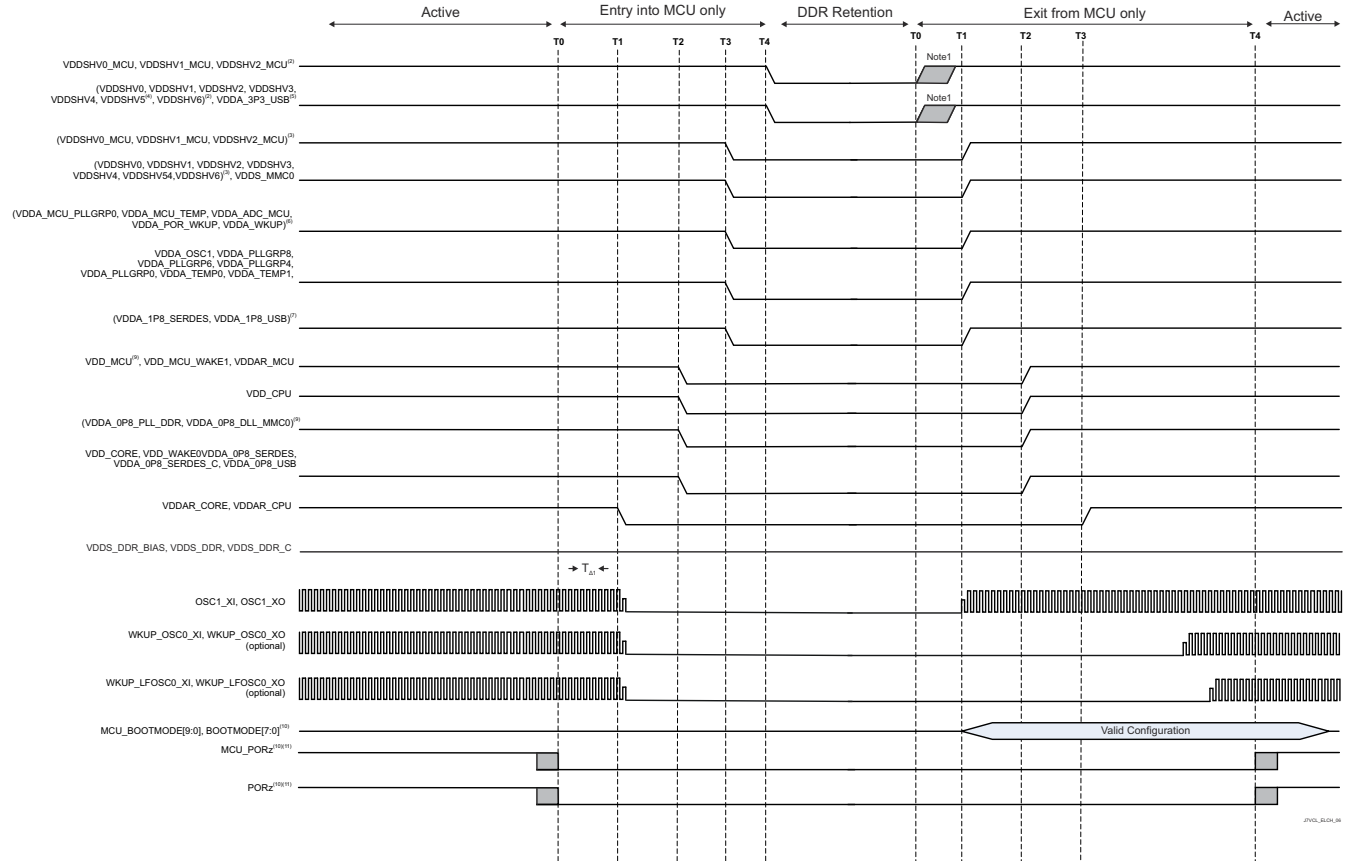 Active
Entry into MCU only
DDR Retention
Exit from MCU only
Active
T0
T1
T2
T3
T4
T0
T1
T2
T3
T4
VDDSHV0_MCU, VDDSHV1_MCU, VDDSHV2_MCU(2)
Note1
(VDDSHV0, VDDSHV1, VDDSHV2, VDDSHV3,
VDDSHV4, VDDSHV5(4), VDDSHV6)(2), VDDA_3P3_USB(5)
Note1
(VDDSHV0_MCU, VDDSHV1_MCU, VDDSHV2_MCU)(3)
(VDDSHV0, VDDSHV1, VDDSHV2, VDDSHV3,
VDDSHV4, VDDSHV54,VDDSHV6)(3), VDDS_MMC0
(VDDA_MCU_PLLGRP0, VDDA_MCU_TEMP, VDDA_ADC_MCU,
VDDA_POR_WKUP, VDDA_WKUP)(6)
VDDA_OSC1, VDDA_PLLGRP8,
VDDA_PLLGRP6, VDDA_PLLGRP4,
VDDA_PLLGRP0, VDDA_TEMP0, VDDA_TEMP1,
(VDDA_1P8_SERDES, VDDA_1P8_USB)(7)
VDD_MCU(9), VDD_MCU_WAKE1, VDDAR_MCU
VDD_CPU
(VDDA_0P8_PLL_DDR, VDDA_0P8_DLL_MMC0)(9)
VDD_CORE, VDD_WAKE0VDDA_0P8_SERDES,
VDDA_0P8_SERDES_C, VDDA_0P8_USB
VDDAR_CORE, VDDAR_CPU
VDDS_DDR_BIAS, VDDS_DDR, VDDS_DDR_C
TΔ1
OSC1_XI, OSC1_XO
WKUP_OSC0_XI, WKUP_OSC0_XO
(optional)
WKUP_LFOSC0_XI, WKUP_LFOSC0_XO
(optional)
MCU_BOOTMODE[9:0], BOOTMODE[7:0](10)
Valid Configuration
MCU_PORz(10)(11)
PORz(10)(11)
J7VCL_ELCH_06